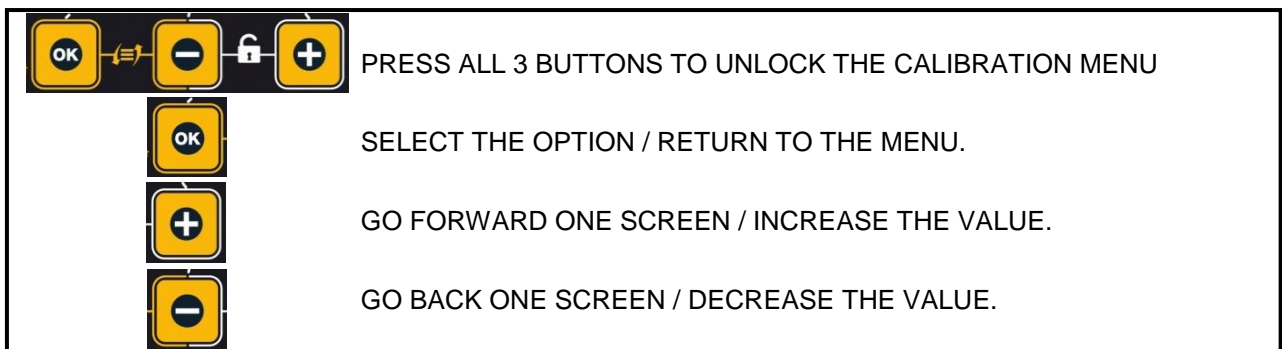 OK
PRESS ALL 3 BUTTONS TO UNLOCK THE CALIBRATION MENU
OK
SELECT THE OPTION / RETURN TO THE MENU.
GO FORWARD ONE SCREEN / INCREASE THE VALUE.
GO BACK ONE SCREEN / DECREASE THE VALUE.